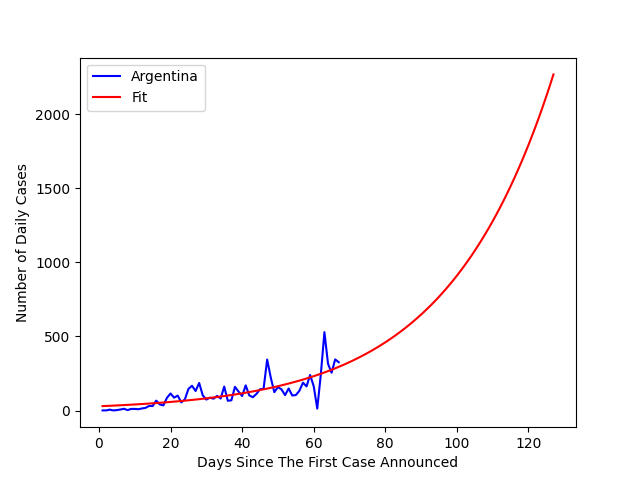 Argentina
Fit
Number of Daily Cases
2000
1500
1000
500
0
0 20 40 60 80 100 120
Days Since The First Case Announced